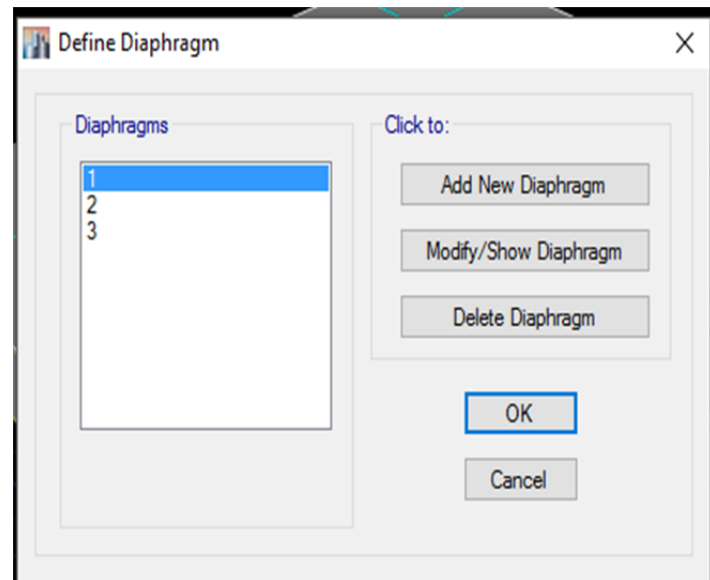 Define Diaphragm
Diaphragms
1
2
3
Click to:
Add New Diaphragm
Modify/Show Diaphragm
Delete Diaphragm
OK
Cancel